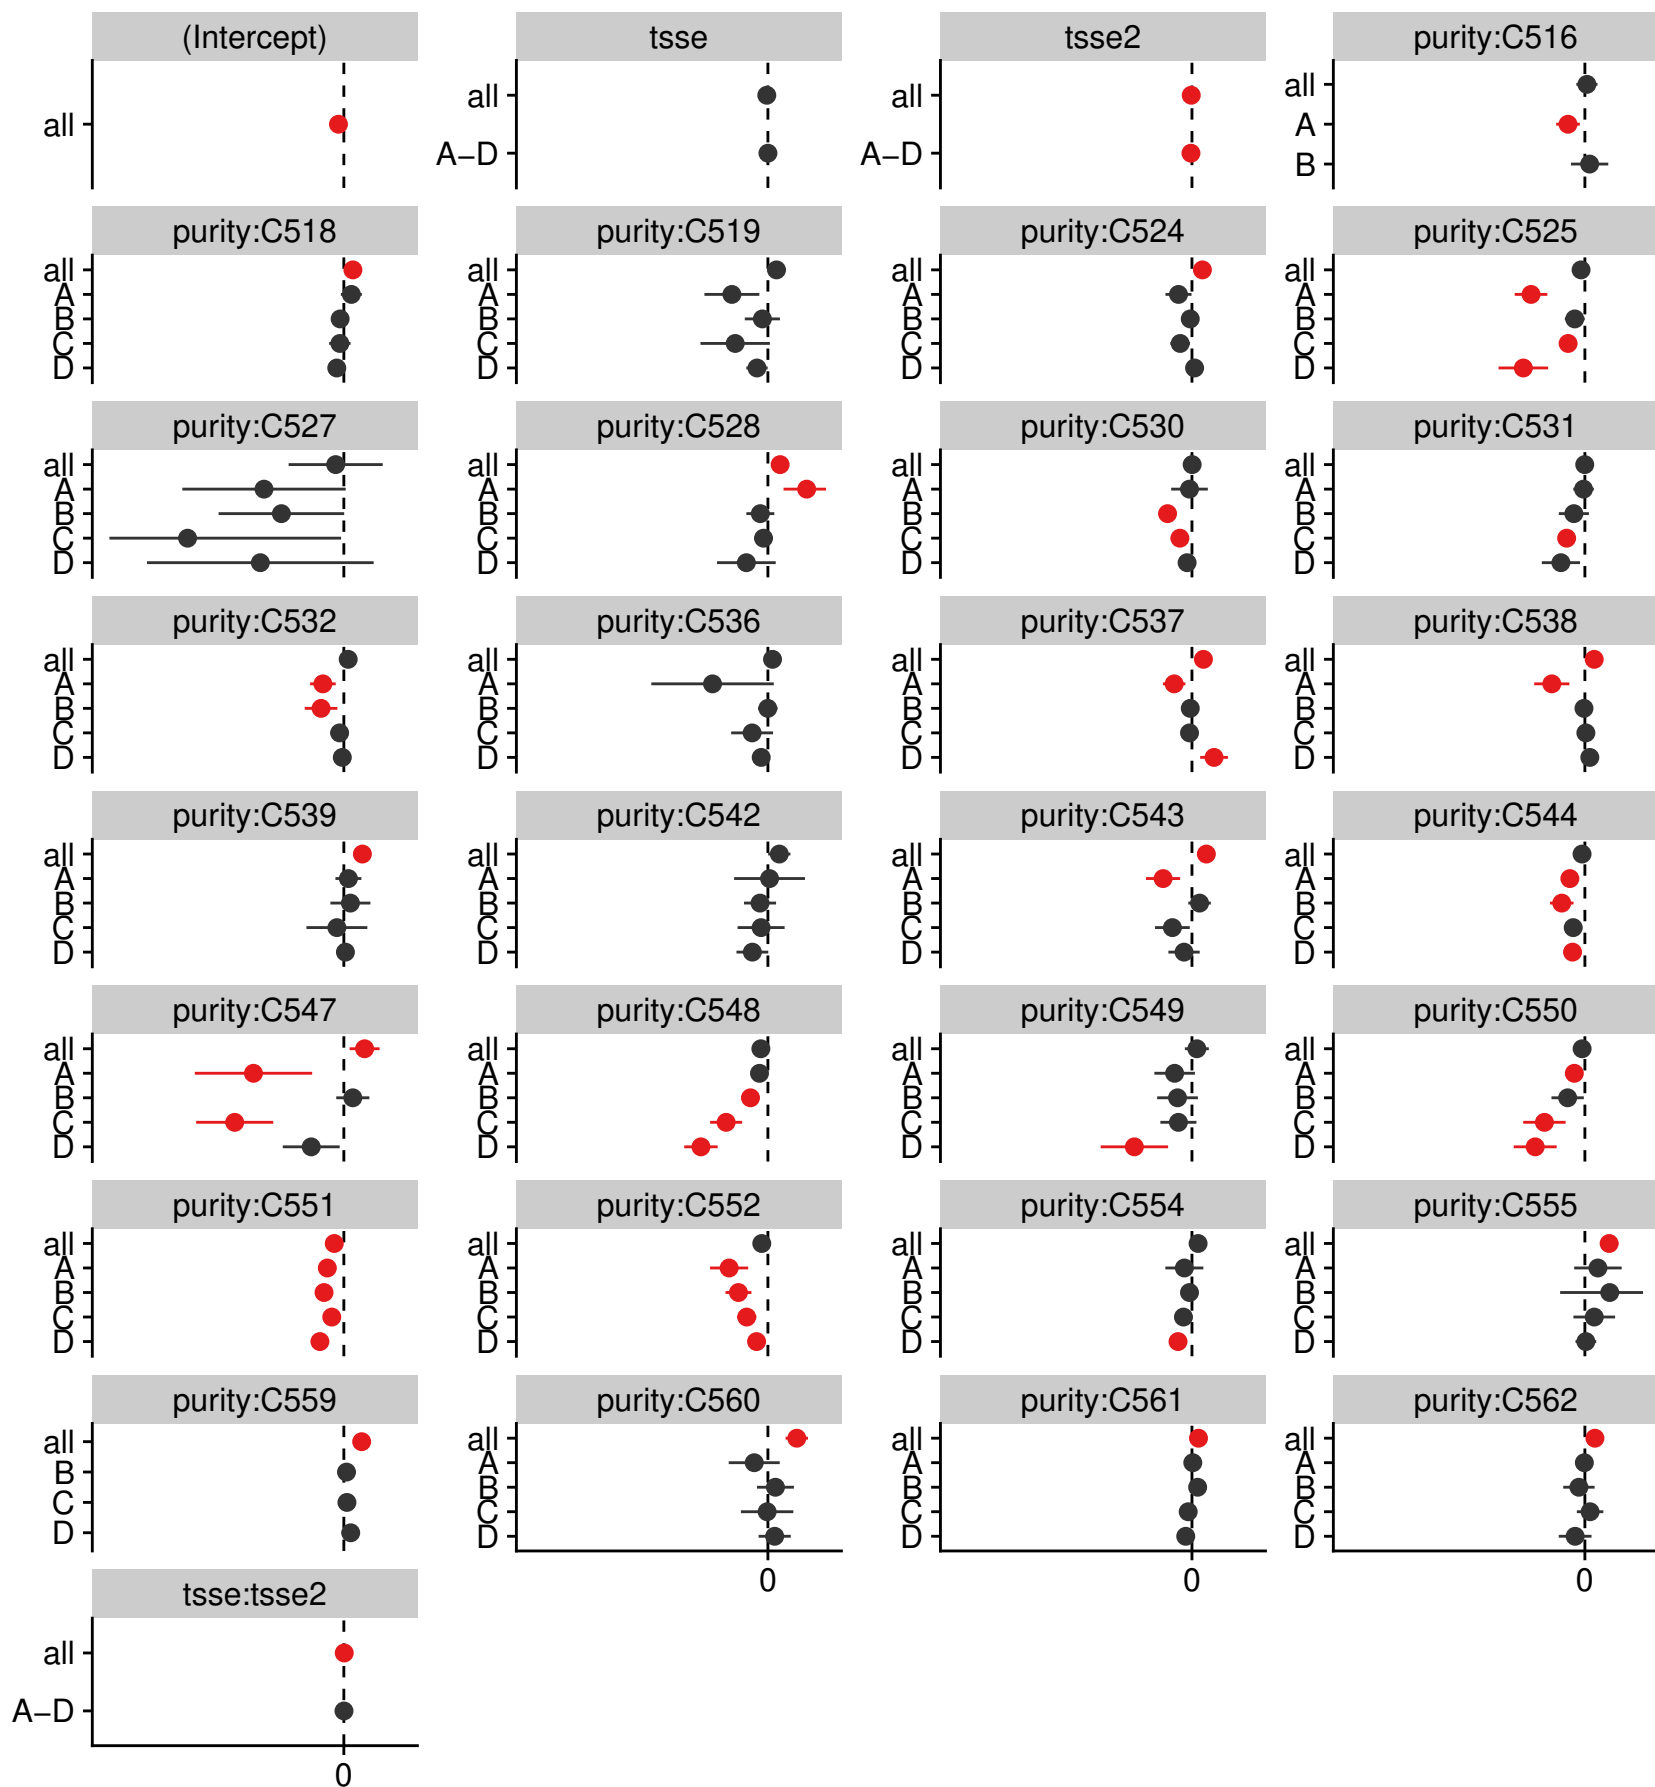 (Intercept) tsse tsse2 purity:C516
all
all
A−D
all
A−D
all
A
B
purity:C518 purity:C519 purity:C524 purity:C525
all all all all
A A A A
B B B B
C C C C
D D D D
purity:C527 purity:C528 purity:C530 purity:C531
all all all all
A A A A
B B B B
C C C C
D D D D
purity:C532 purity:C536 purity:C537 purity:C538
all all all all
A A A A
B B B B
C C C C
D D D D
purity:C539 purity:C542 purity:C543 purity:C544
all all all all
A A A A
B B B B
C C C C
D D D D
purity:C547 purity:C548 purity:C549 purity:C550
all all all all
A A A A
B B B B
C C C C
D D D D
purity:C551 purity:C552 purity:C554 purity:C555
all all all all
A A A A
B B B B
C C C C
D D D D
purity:C559 purity:C560 purity:C561 purity:C562
all all all all
B A A A
C B B B
D C C C
D D D
0 0 0
tsse:tsse2
all
A−D
0